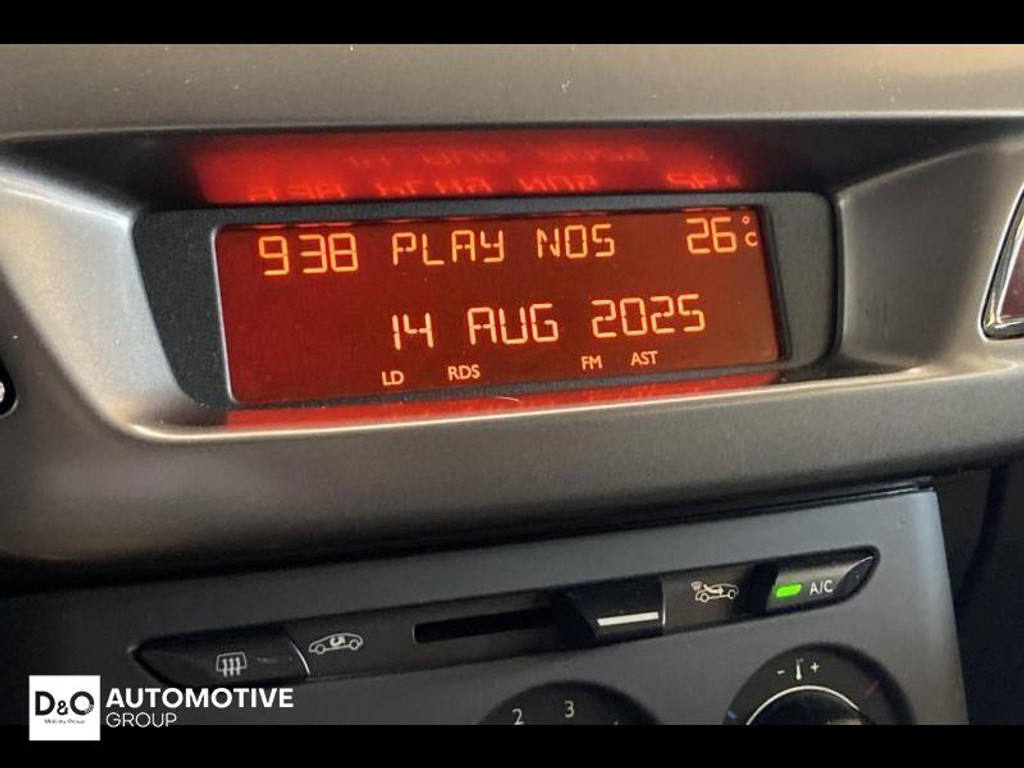 938 PLAY NOS 26°C
14 AUG 2025
LD RDS FM AST
A/C
- +
2 3
D&O AUTOMOTIVE
GROUP